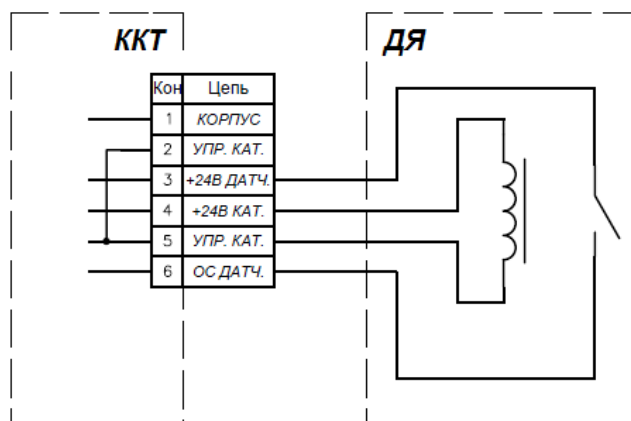 ККТ
ДЯ
Кон Цепь
1 КОРПУС
2 УПР. КАТ.
3 +24В ДАТЧ.
4 +24В КАТ.
5 УПР. КАТ.
6 ОС ДАТЧ.